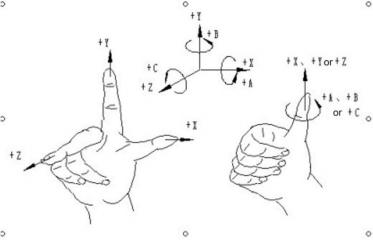 +Y
+B
+Y
+C
+X
+Z
+A
+X
+Z
+X、+Y or +Z
+A、+B
or +C